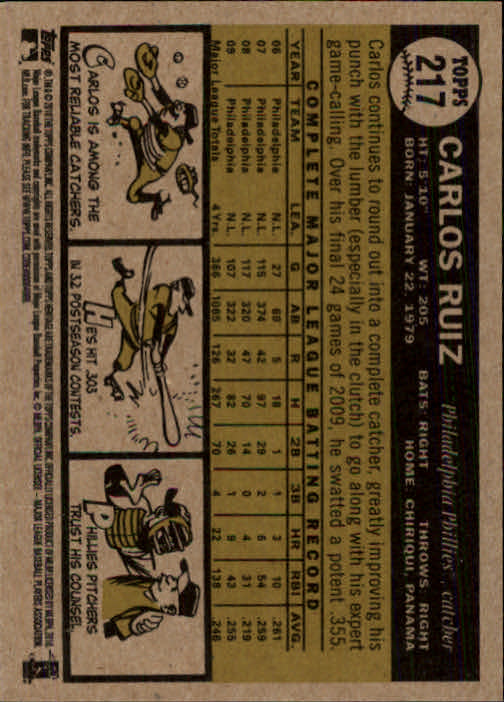 TOPPS
217
CARLOS RUIZ
Philadelphia Phillies, catcher
HT: 5'10" WT: 205 BATS: RIGHT THROWS: RIGHT
BORN: JANUARY 22, 1979 HOME: CHIRIQUI, PANAMA
Carlos continues to round out into a complete catcher, greatly improving his
punch with the lumber (especially in the clutch) to go along with his expert
game-calling. Over his final 24 games of 2009, he swatted a potent .355.
COMPLETE MAJOR LEAGUE BATTING RECORD
YEAR TEAM LEA. G AB R H 2B 3B HR RBI AVG.
06 Philadelphia N.L. 27 69 5 18 1 1 3 10 .261
07 Philadelphia N.L. 115 374 42 97 29 2 6 54 .259
08 Philadelphia N.L. 117 320 47 70 14 0 4 31 .219
09 Philadelphia N.L. 107 322 32 82 26 1 9 43 .255
Major League Totals 4 Yrs. 366 1085 126 267 70 4 22 138 .246
CARLOS IS AMONG THE
MOST RELIABLE CATCHERS.
HE'S HIT .303
IN 32 POSTSEASON CONTESTS.
PHILLIES PITCHERS
TRUST HIS COUNSEL.
topps